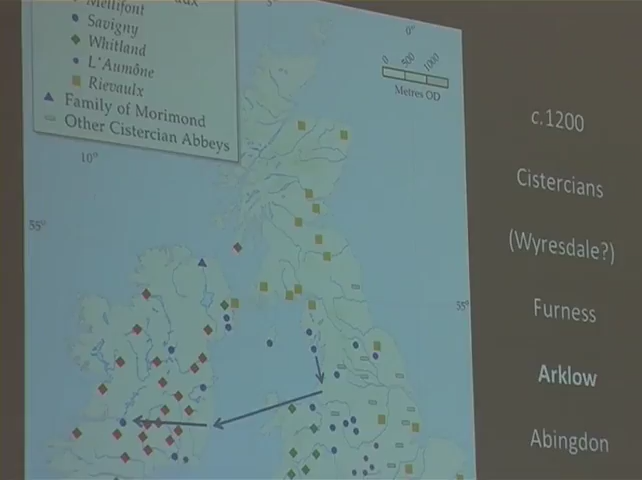 Mellifont
Savigny
Whitland
L'Aumône
Rievaulx
Family of Morimond
Other Cistercian Abbeys
5°
0°
0 500 1000
Metres OD
10°
55°
55°
c.1200
Cistercians
(Wyresdale?)
Furness
Arklow
Abingdon